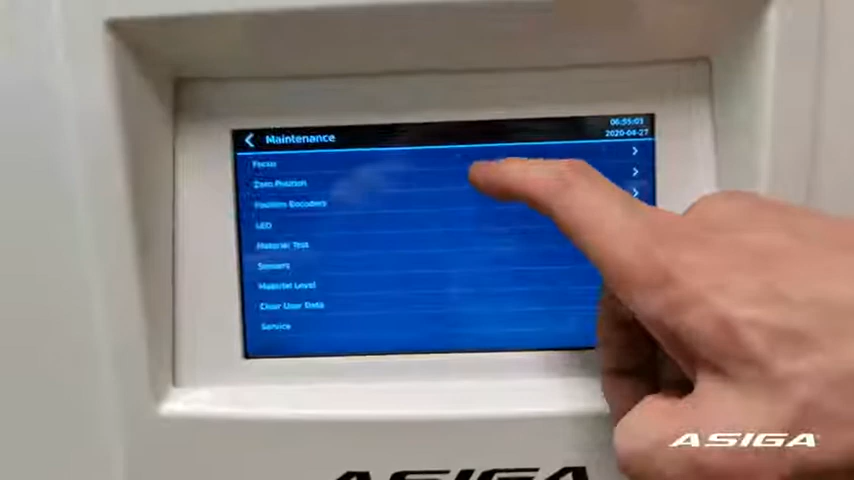 06:55:01
Maintenance
2020-04-27
Focus
Zero Position
Position Encoders
LED
Material Test
Sensors
Material Level
Clear User Data
Service
ASIGA
ASIGA